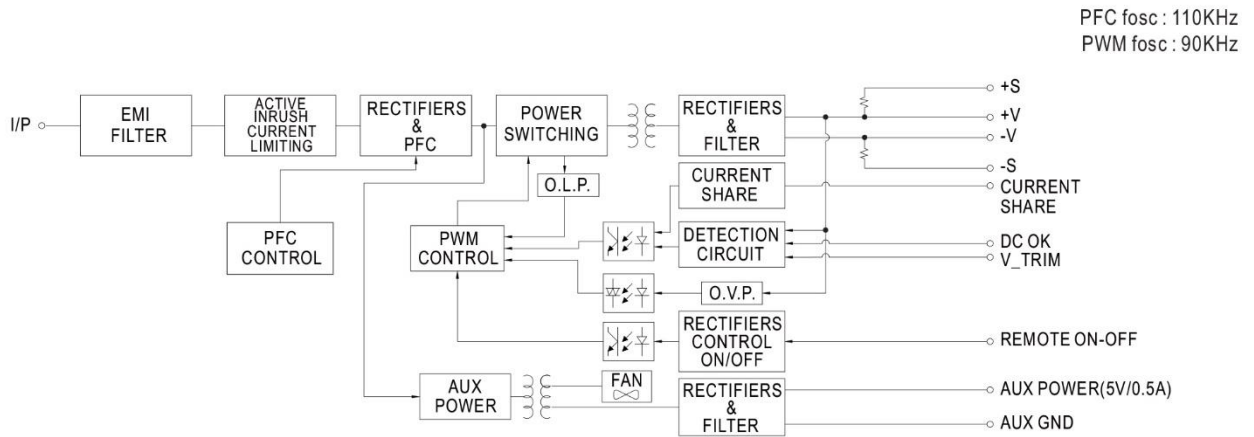 PFC fosc : 110KHz
PWM fosc : 90KHz
I/P
EMI
FILTER
ACTIVE
INRUSH
CURRENT
LIMITING
RECTIFIERS
&
PFC
POWER
SWITCHING
RECTIFIERS
&
FILTER
+S
+V
-V
-S
O.L.P.
CURRENT
SHARE
CURRENT
SHARE
PFC
CONTROL
PWM
CONTROL
DETECTION
CIRCUIT
DC OK
V_TRIM
O.V.P.
RECTIFIERS
CONTROL
ON/OFF
REMOTE ON-OFF
AUX
POWER
FAN
RECTIFIERS
&
FILTER
AUX POWER(5V/0.5A)
AUX GND